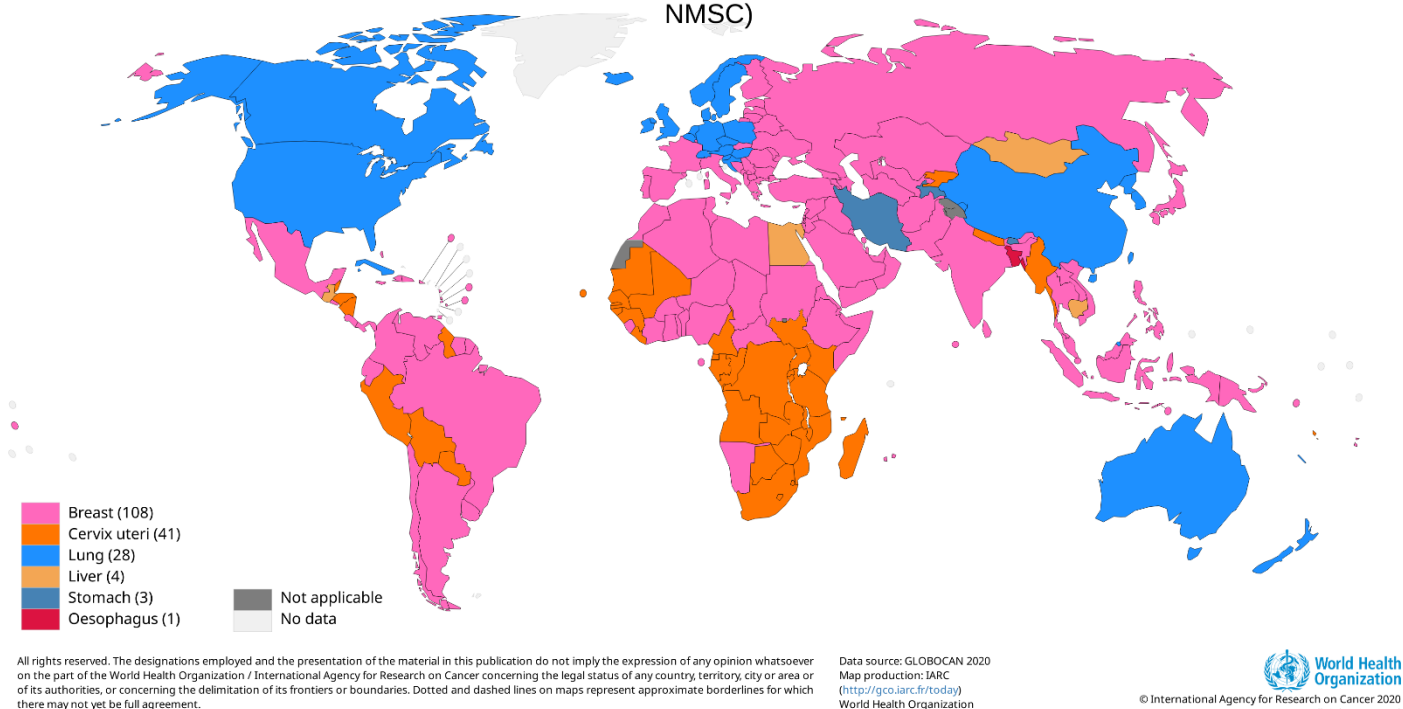 NMSC)
Breast (108)
Cervix uteri (41)
Lung (28)
Liver (4)
Stomach (3)
Oesophagus (1)
Not applicable
No data
All rights reserved. The designations employed and the presentation of the material in this publication do not imply the expression of any opinion whatsoever
on the part of the World Health Organization / International Agency for Research on Cancer concerning the legal status of any country, territory, city or area or
of its authorities, or concerning the delimitation of its frontiers or boundaries. Dotted and dashed lines on maps represent approximate borderlines for which
there may not yet be full agreement.
Data source: GLOBOCAN 2020
Map production: IARC
(http://gco.iarc.fr/today)
World Health Organization
World Health
Organization
© International Agency for Research on Cancer 2020